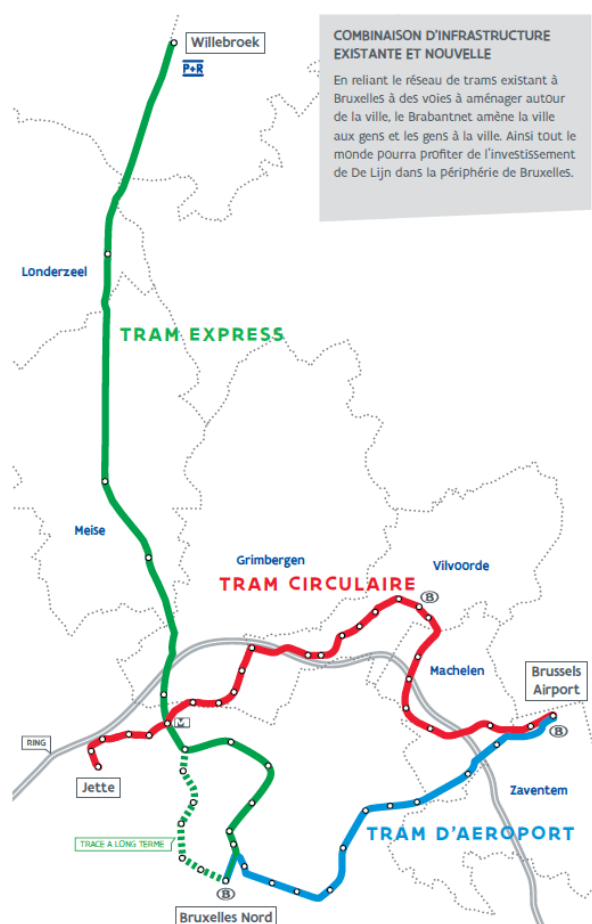 Willebroek
P+R
COMBINAISON D'INFRASTRUCTURE
EXISTANTE ET NOUVELLE
En reliant le réseau de trams existant à
Bruxelles à des voies à aménager autour
de la ville, le Brabantnet amène la ville
aux gens et les gens à la ville. Ainsi tout le
monde pourra profiter de l'investissement
de De Lijn dans la périphérie de Bruxelles.
Londerzeel
TRAM EXPRESS
Meise
Grimbergen
Vilvoorde
TRAM CIRCULAIRE
B
Machelen
Brussels
Airport
B
M
RING
Jette
Zaventem
TRAM D'AEROPORT
TRACE A LONG TERME
B
Bruxelles Nord